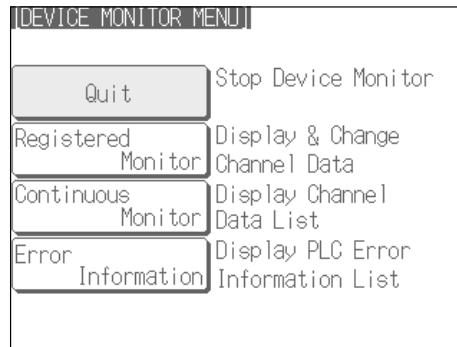 [DEVICE MONITOR MENU]
Quit
Stop Device Monitor
Registered
Monitor
Display & Change
Channel Data
Continuous
Monitor
Display Channel
Data List
Error
Information
Display PLC Error
Information List